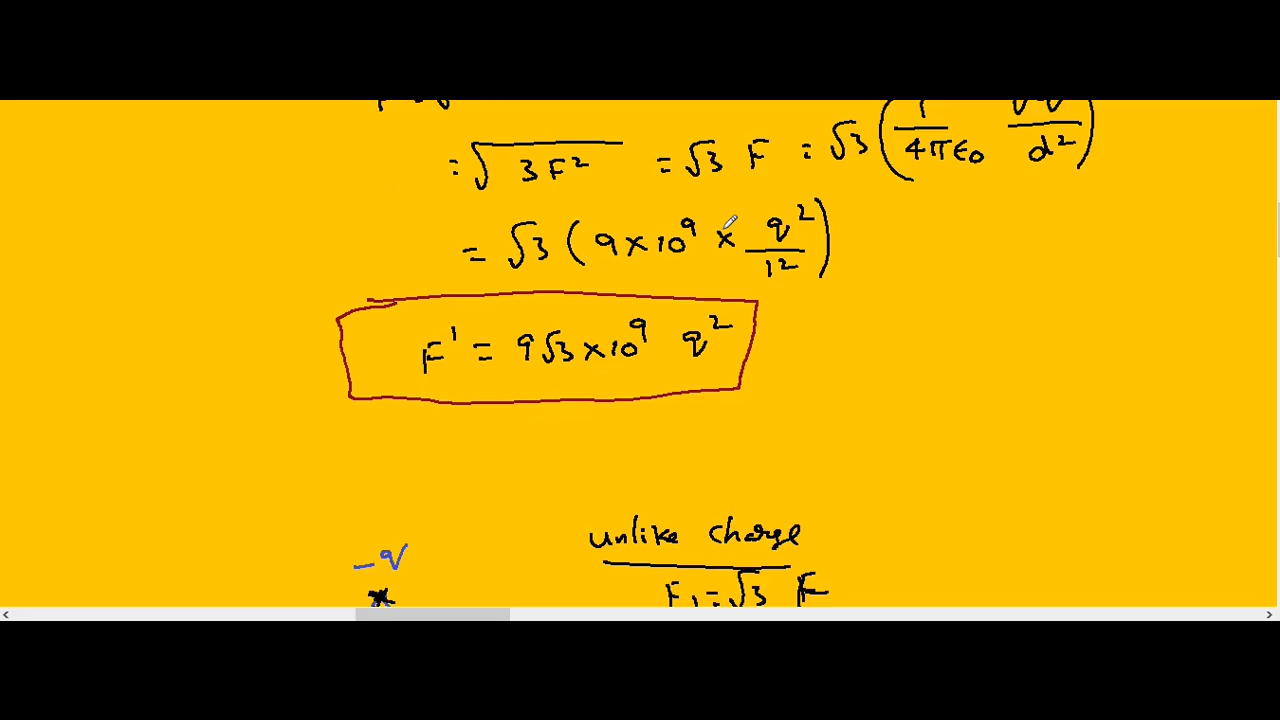 = √3F² = √3 F = √3 ( 1/4πε₀ qq/d² )
= √3 ( 9×10⁹ × q²/1² )
F' = 9√3×10⁹ q²
unlike charge
-q
F₁ = √3 F